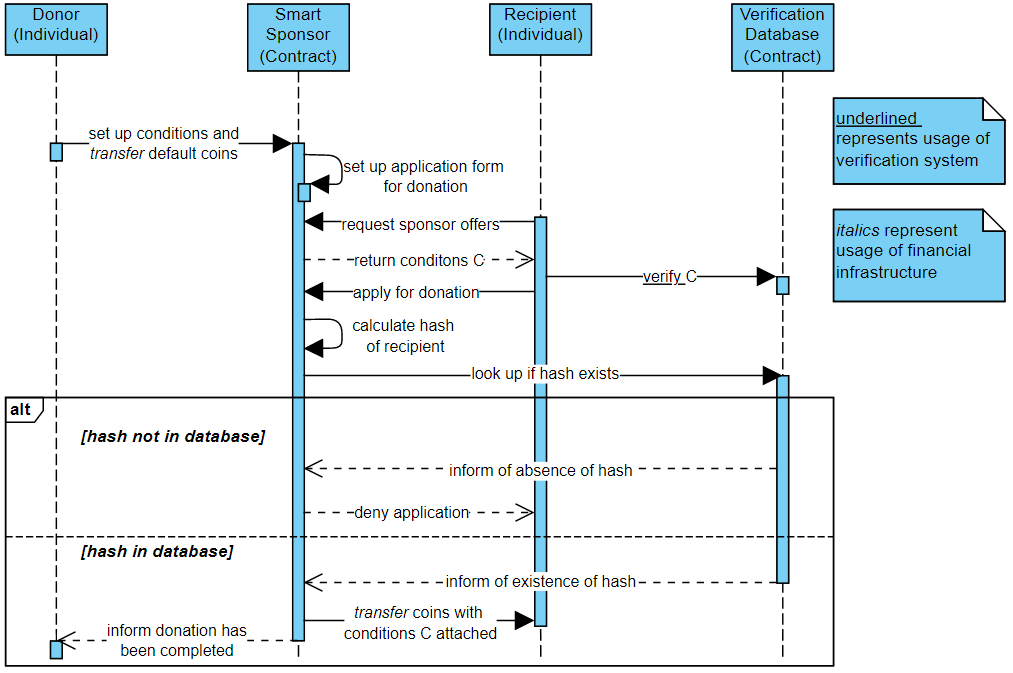 Donor
(Individual)
Smart
Sponsor
(Contract)
Recipient
(Individual)
Verification
Database
(Contract)
set up conditions and
transfer default coins
underlined
represents usage of
verification system
set up application form
for donation
request sponsor offers
italics represent
usage of financial
infrastructure
return conditons C
verify C
apply for donation
calculate hash
of recipient
look up if hash exists
alt
[hash not in database]
inform of absence of hash
deny application
[hash in database]
inform of existence of hash
transfer coins with
conditions C attached
inform donation has
been completed